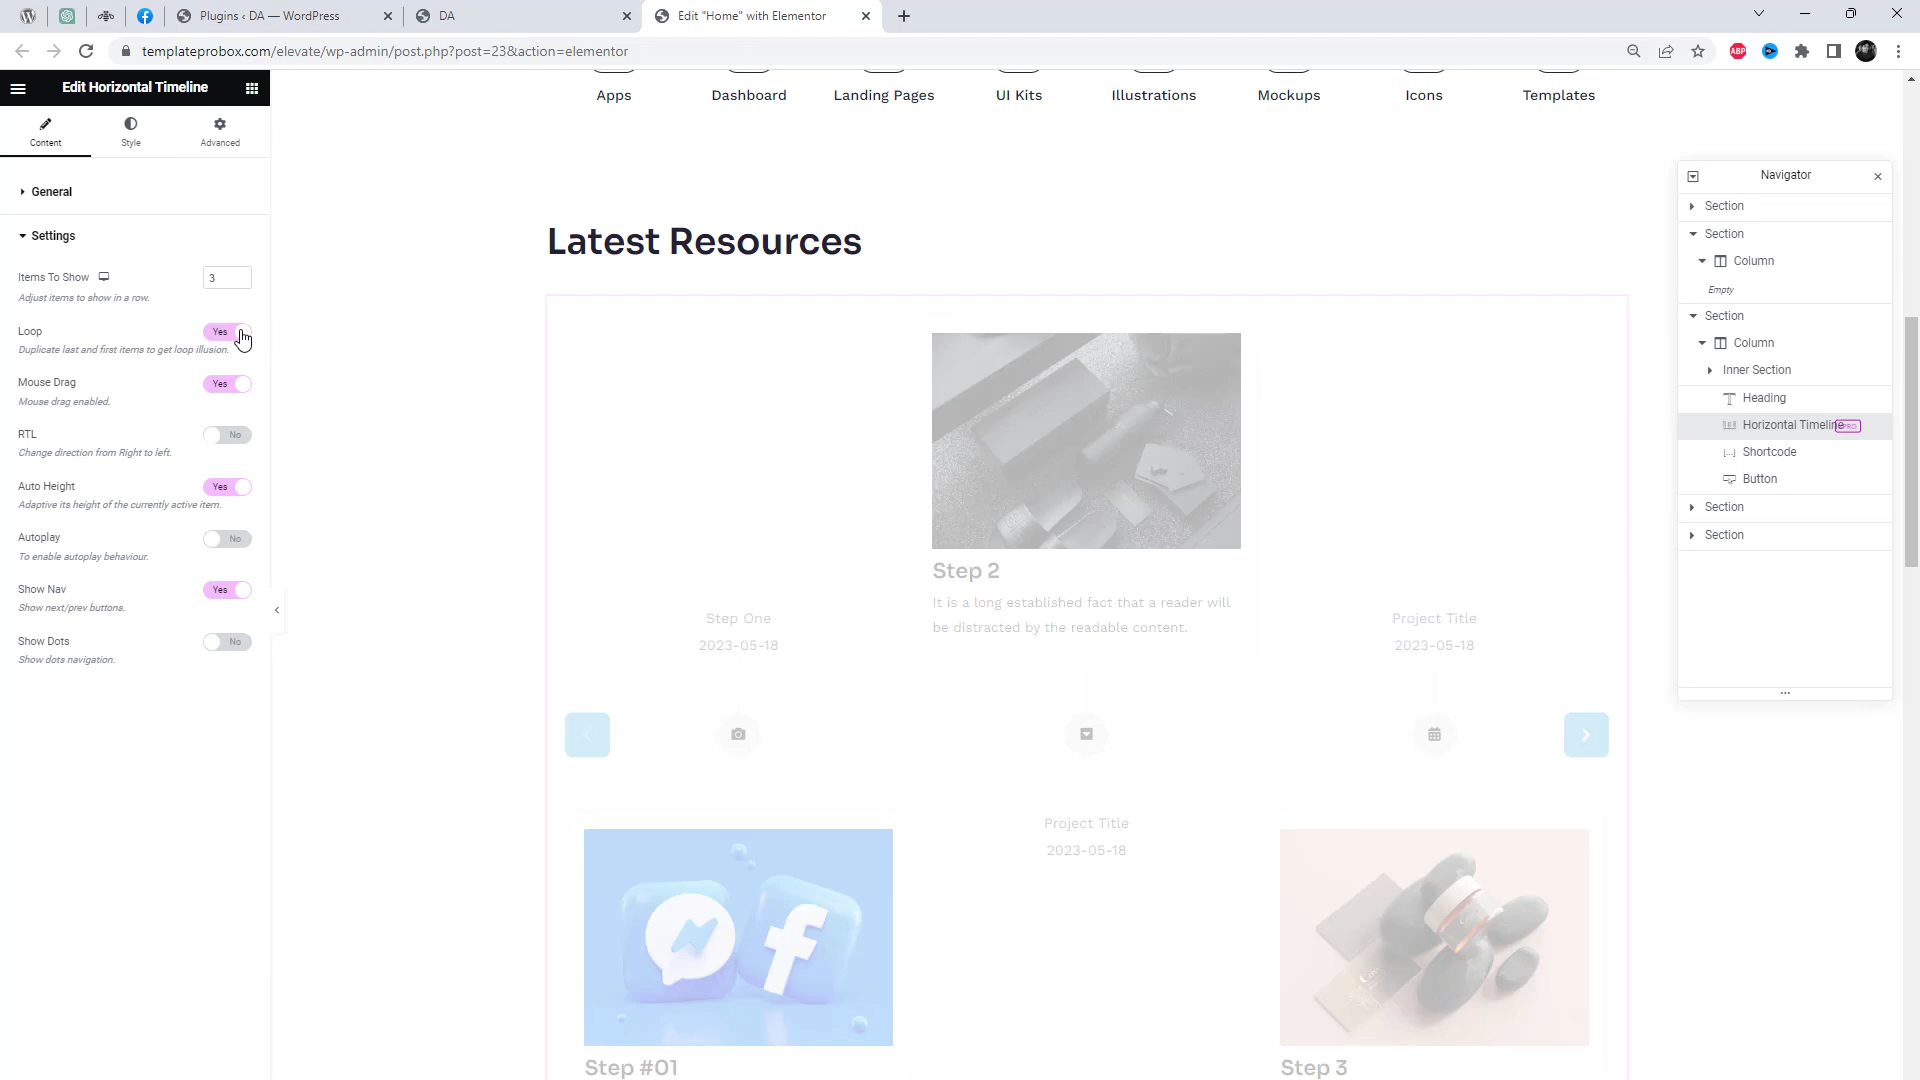 Plugins ‹ DA — WordPress
DA
Edit "Home" with Elementor
templateprobox.com/elevate/wp-admin/post.php?post=23&action=elementor
ABP
Edit Horizontal Timeline
Content
Style
Advanced
General
Settings
Items To Show
3
Adjust items to show in a row.
Loop
Yes
Duplicate last and first items to get loop illusion.
Mouse Drag
Yes
Mouse drag enabled.
RTL
No
Change direction from Right to left.
Auto Height
Yes
Adaptive its height of the currently active item.
Autoplay
No
To enable autoplay behaviour.
Show Nav
Yes
Show next/prev buttons.
Show Dots
No
Show dots navigation.
Apps
Dashboard
Landing Pages
UI Kits
Illustrations
Mockups
Icons
Templates
Latest Resources
Step 2
It is a long established fact that a reader will
be distracted by the readable content.
Step One
2023-05-18
Project Title
2023-05-18
Project Title
2023-05-18
Step #01
Step 3
Navigator
Section
Section
Column
Empty
Section
Column
Inner Section
Heading
Horizontal Timeline
PRO
Shortcode
Button
Section
Section